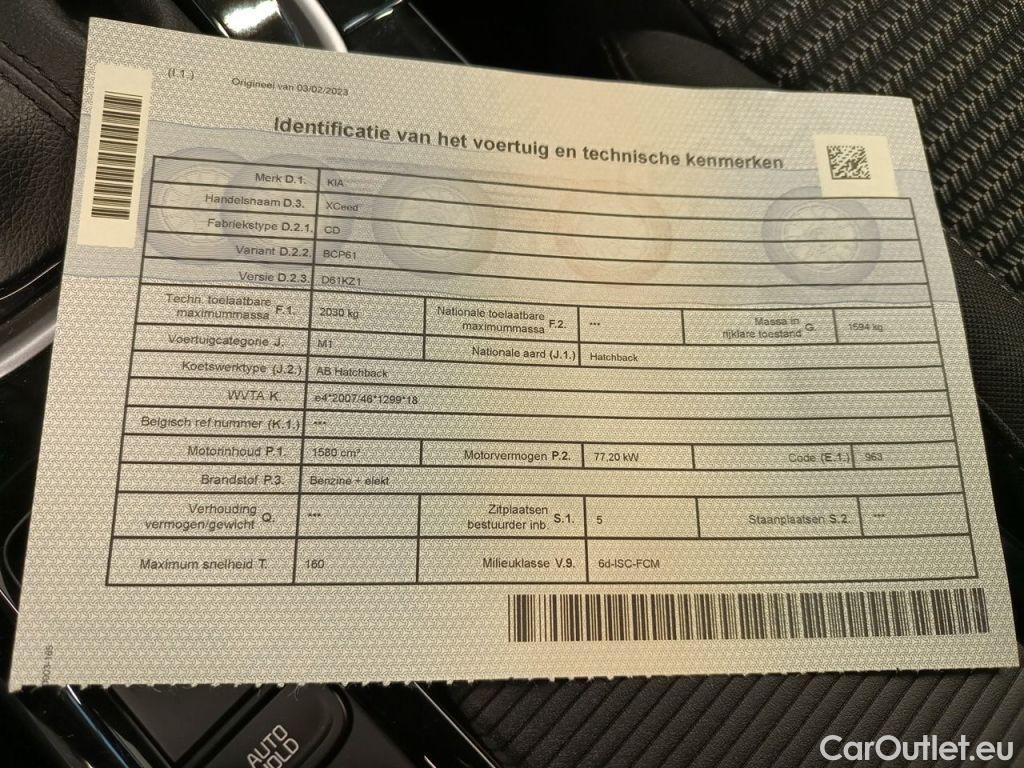 (I.1.)
Origineel van 03/02/2023
Identificatie van het voertuig en technische kenmerken
Merk D.1. KIA
Handelsnaam D.3. XCeed
Fabriekstype D.2.1. CD
Variant D.2.2. BCP61
Versie D.2.3. D61KZ1
Techn. toelaatbare maximummassa F.1. 2030 kg Nationale toelaatbare maximummassa F.2. --- Massa in rijklare toestand G. 1594 kg
Voertuigcategorie J. M1 Nationale aard (J.1.) Hatchback
Koetswerktype (J.2.) AB Hatchback
WVTA K. e4*2007/46*1299*18
Belgisch ref nummer (K.1.) ---
Motorinhoud P.1. 1580 cm³ Motorvermogen P.2. 77,20 kW Code (E.1.) 963
Brandstof P.3. Benzine + elekt
Verhouding vermogen/gewicht Q. --- Zitplaatsen bestuurder inb. S.1. 5 Staanplaatsen S.2. ---
Maximum snelheid T. 160 Milieuklasse V.9. 6d-ISC-FCM
AUTO
HOLD
CarOutlet.eu